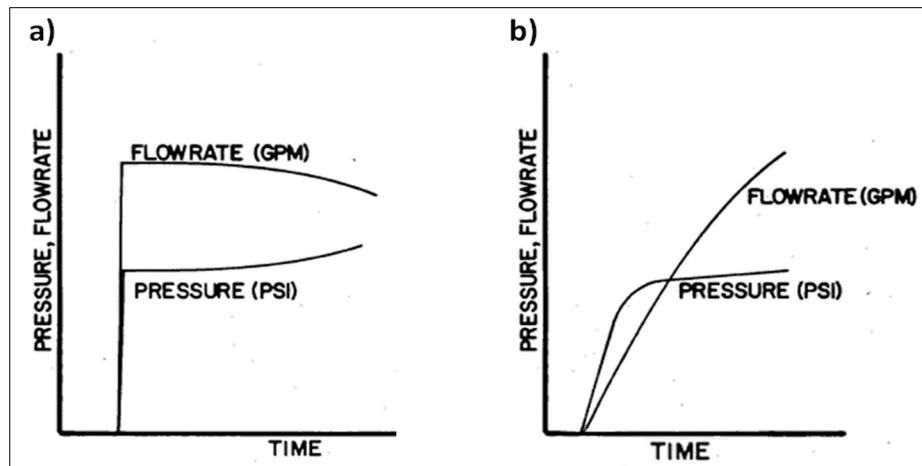 a)
PRESSURE, FLOWRATE
FLOWRATE (GPM)
PRESSURE (PSI)
TIME
b)
PRESSURE, FLOWRATE
FLOWRATE (GPM)
PRESSURE (PSI)
TIME